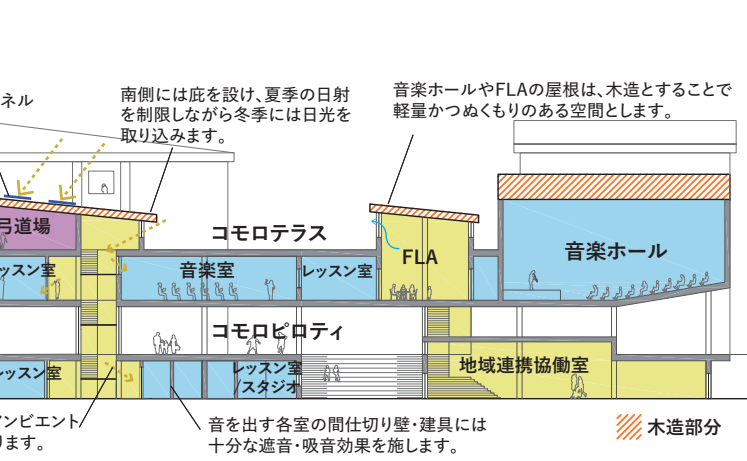 ネル
南側には庇を設け、夏季の日射
を制限しながら冬季には日光を
取り込みます。
音楽ホールやFLAの屋根は、木造とすることで
軽量かつぬくもりのある空間とします。
弓道場
コモロテラス
FLA
音楽ホール
ッスン室
音楽室
レッスン室
コモロピロティ
レッスン室
レッスン室
/スタジオ
地域連携協働室
ンビエント
ります。
音を出す各室の間仕切り壁・建具には
十分な遮音・吸音効果を施します。
木造部分